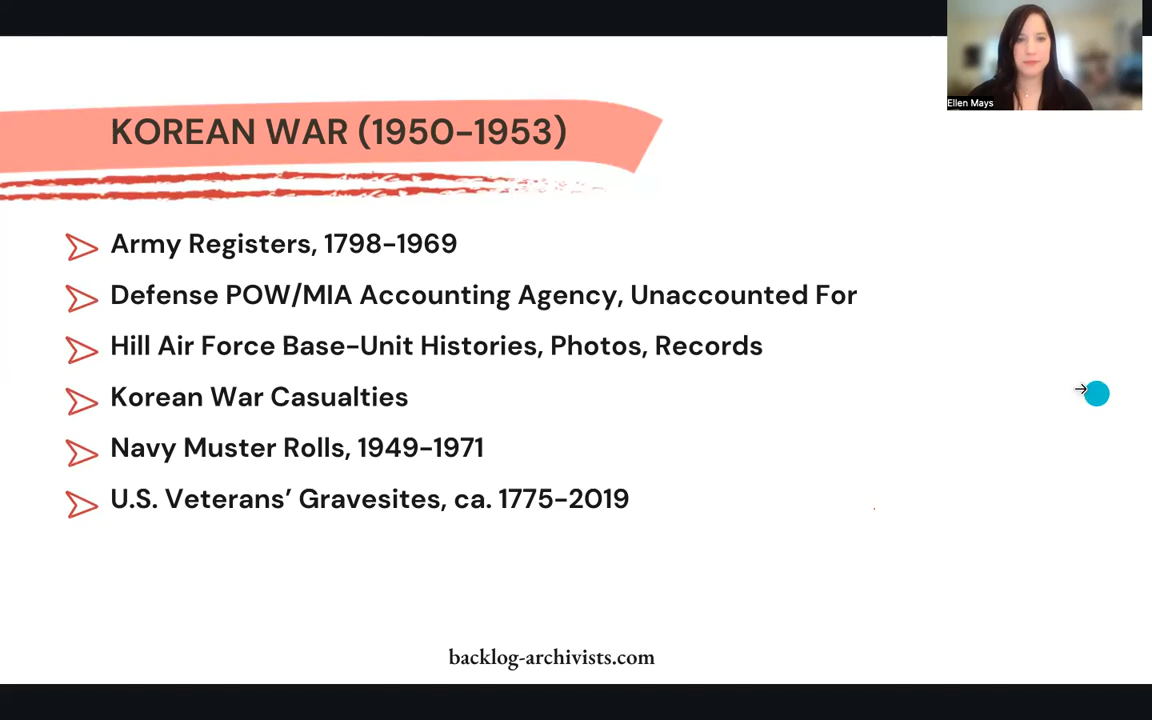 Ellen Mays
KOREAN WAR (1950-1953)
Army Registers, 1798-1969
Defense POW/MIA Accounting Agency, Unaccounted For
Hill Air Force Base-Unit Histories, Photos, Records
Korean War Casualties
Navy Muster Rolls, 1949-1971
U.S. Veterans’ Gravesites, ca. 1775-2019
backlog-archivists.com